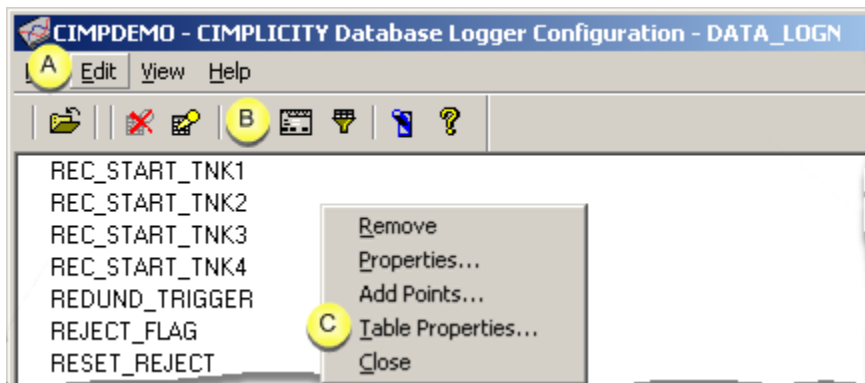 CIMPDEMO - CIMPLICITY Database Logger Configuration - DATA_LOGN
A Edit View Help
B
REC_START_TNK1
REC_START_TNK2
REC_START_TNK3
REC_START_TNK4
REDUND_TRIGGER
REJECT_FLAG
RESET_REJECT
Remove
Properties...
Add Points...
C Table Properties...
Close